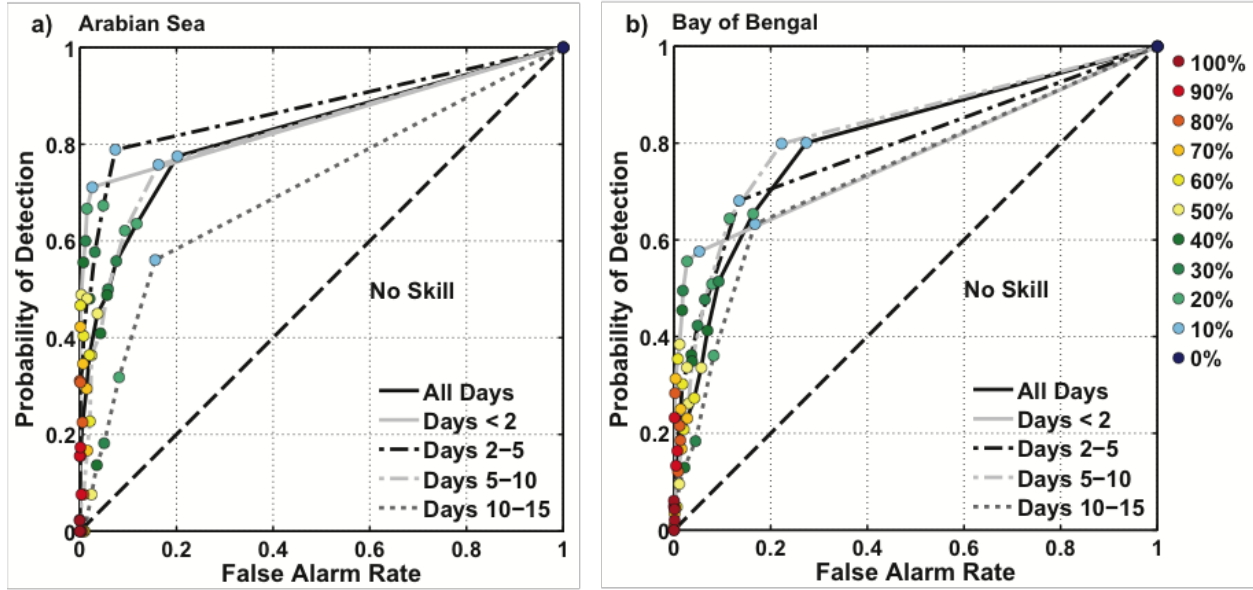 a) Arabian Sea
Probability of Detection
1
0.8
0.6
0.4
0.2
0
No Skill
All Days
Days < 2
Days 2-5
Days 5-10
Days 10-15
0 0.2 0.4 0.6 0.8 1
False Alarm Rate
b) Bay of Bengal
Probability of Detection
1
0.8
0.6
0.4
0.2
0
No Skill
All Days
Days < 2
Days 2-5
Days 5-10
Days 10-15
0 0.2 0.4 0.6 0.8 1
False Alarm Rate
100%
90%
80%
70%
60%
50%
40%
30%
20%
10%
0%